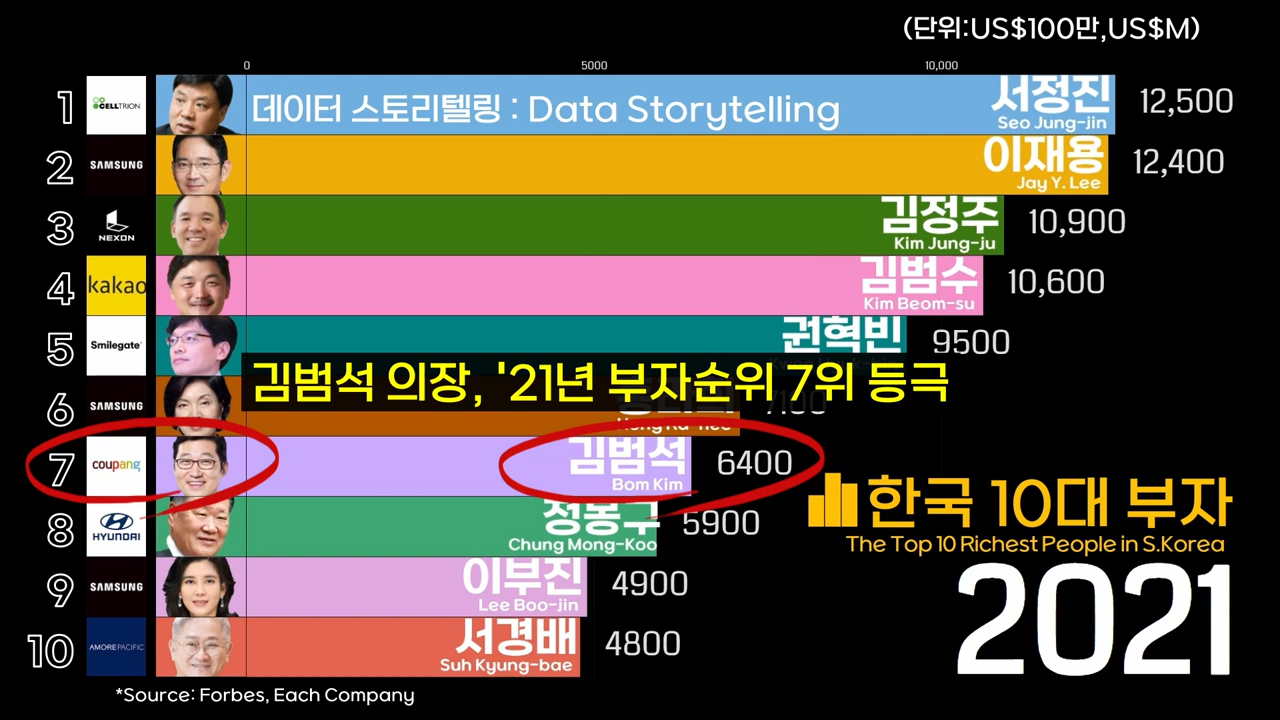 (단위:US$100만,US$M)
0 5000 10,000
1 CELLTRION 데이터 스토리텔링 : Data Storytelling 서정진 12,500
Seo Jung-jin
2 SAMSUNG 이재용 12,400
Jay Y. Lee
3 NEXON 김정주 10,900
Kim Jung-ju
4 kakao 김범수 10,600
Kim Beom-su
5 Smilegate 권혁빈 9500
김범석 의장, '21년 부자순위 7위 등극
6 SAMSUNG 7100
7 coupang 김범석 6400
Bom Kim
8 HYUNDAI 정몽구 5900
Chung Mong-Koo
9 SAMSUNG 이부진 4900
Lee Boo-jin
10 AMOREPACIFIC 서경배 4800
Suh Kyung-bae
한국 10대 부자
The Top 10 Richest People in S.Korea
2021
*Source: Forbes, Each Company